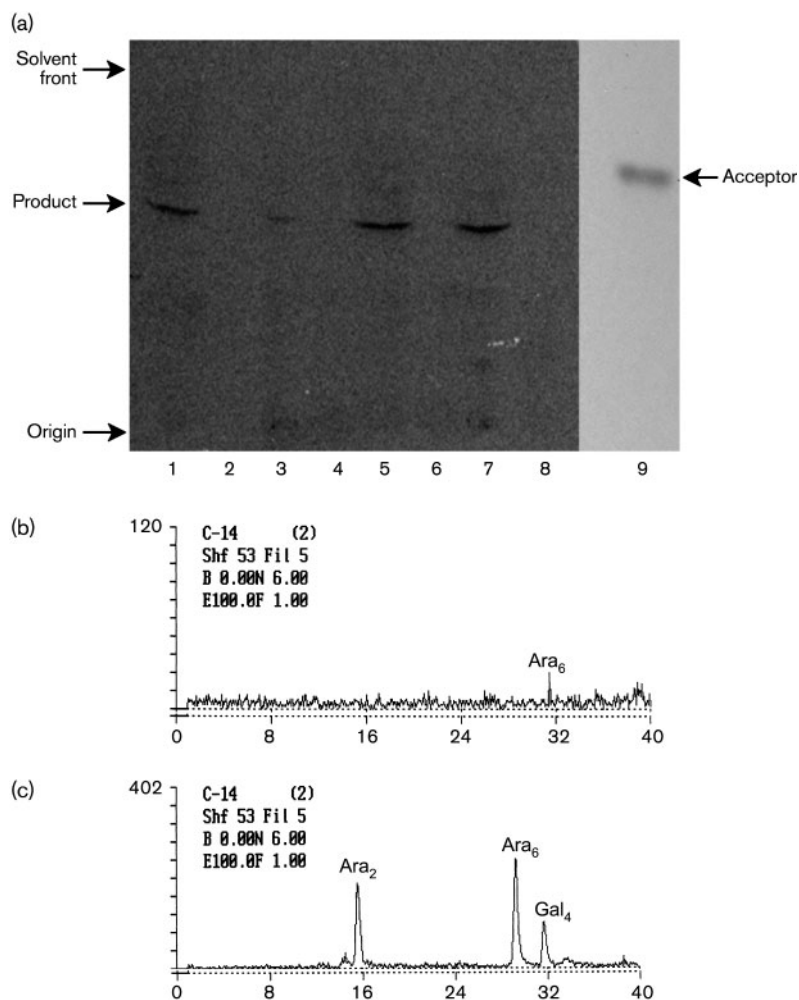 (a)
Solvent
front
Product
Acceptor
Origin
1 2 3 4 5 6 7 8 9
(b)
120
C-14 (2)
Shf 53 Fil 5
B 0.00N 6.00
E100.0F 1.00
Ara6
0 8 16 24 32 40
(c)
402
C-14 (2)
Shf 53 Fil 5
B 0.00N 6.00
E100.0F 1.00
Ara2
Ara6
Gal4
0 8 16 24 32 40